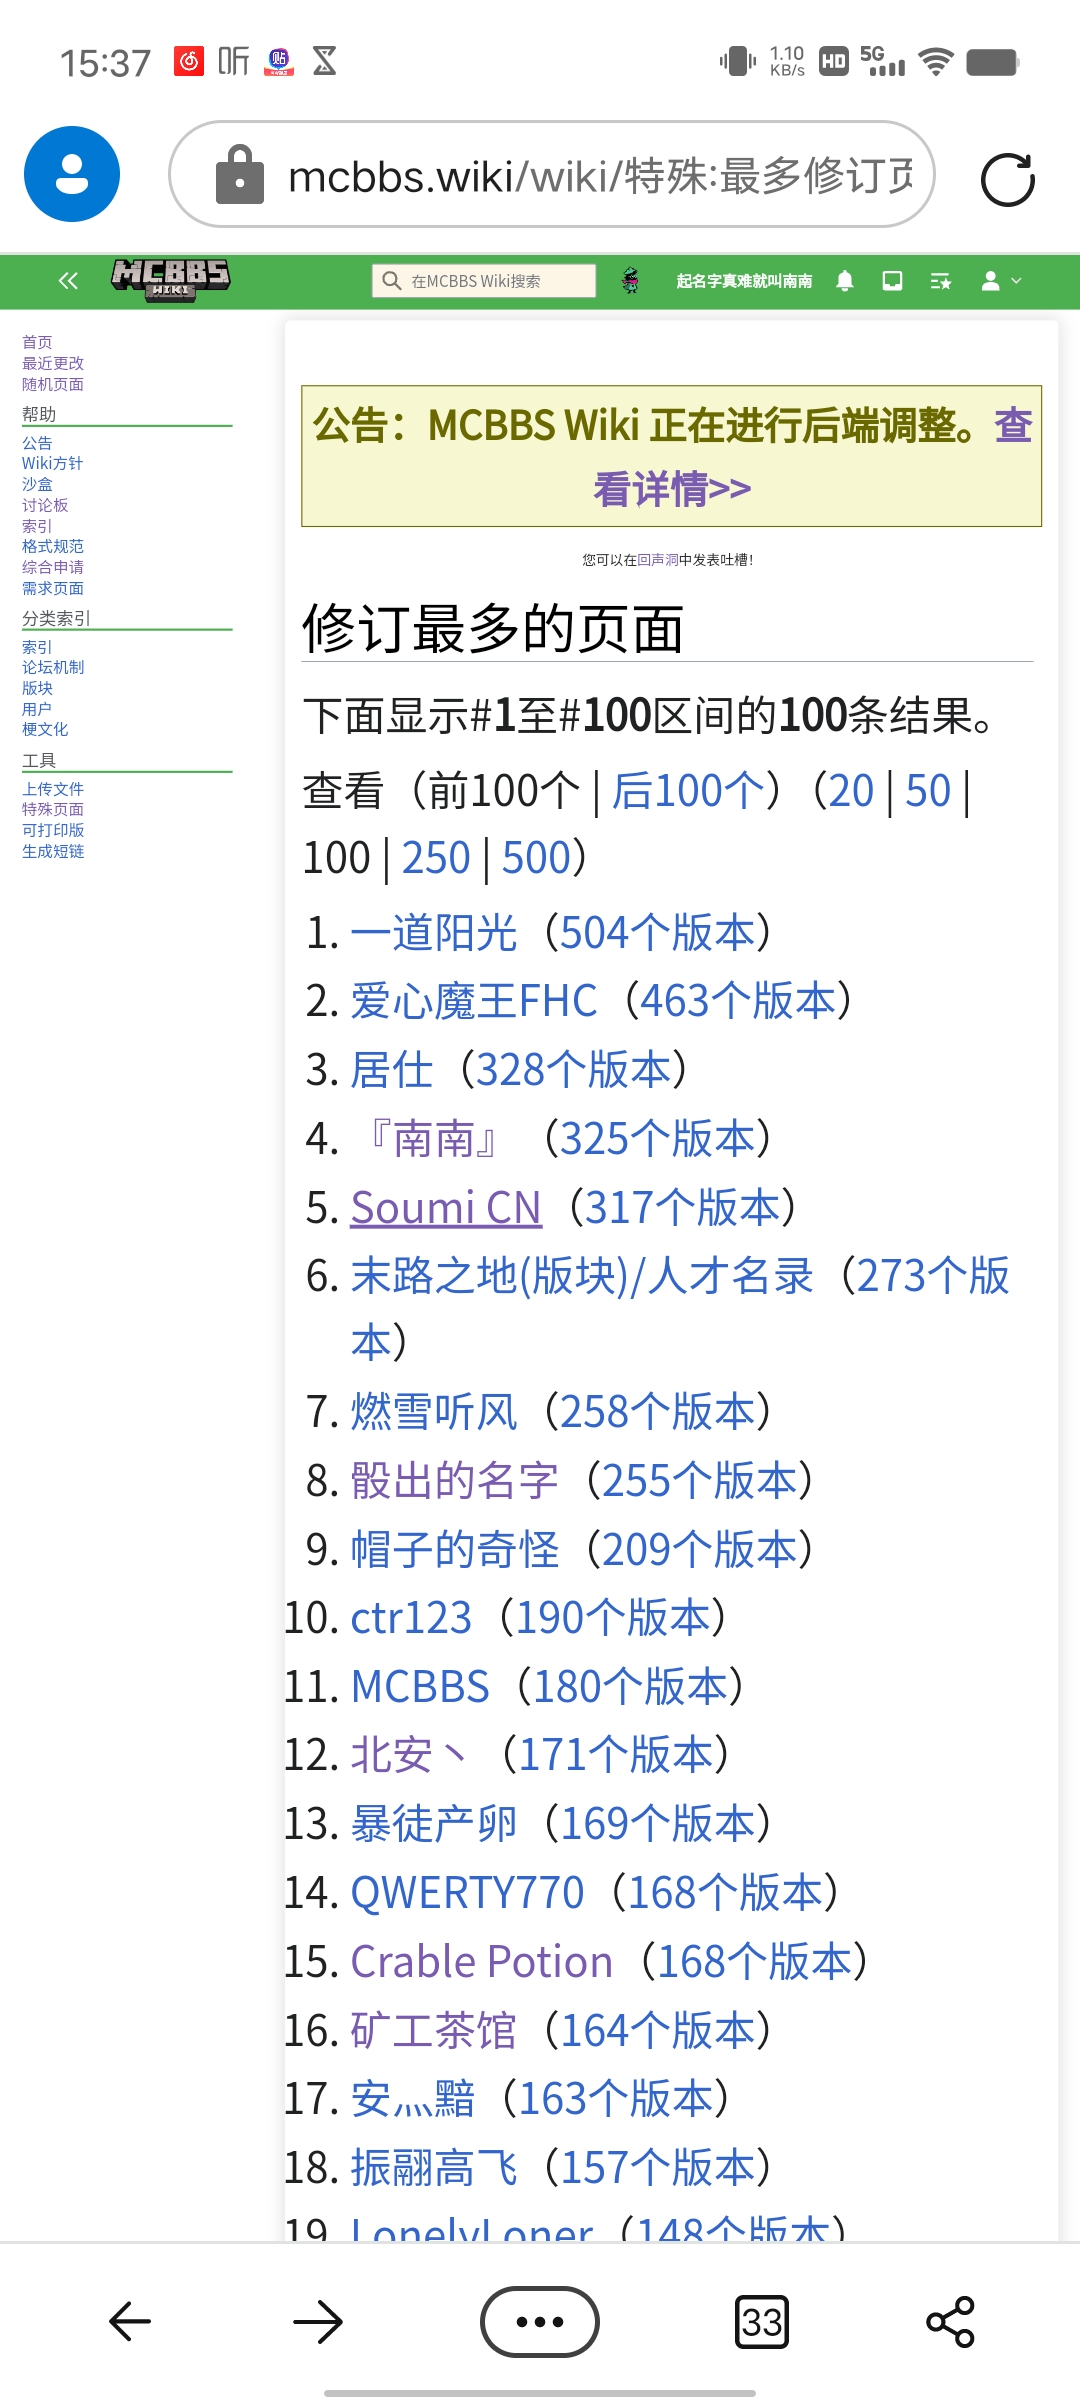 15:37 听 贴 1.10 KB/s HD 5G
mcbbs.wiki/wiki/特殊:最多修订页
MCBBS WIKI 在MCBBS Wiki搜索 起名字真难就叫南南
首页
最近更改
随机页面
帮助
公告
Wiki方针
沙盒
讨论板
索引
格式规范
综合申请
需求页面
分类索引
索引
论坛机制
版块
用户
梗文化
工具
上传文件
特殊页面
可打印版
生成短链
公告：MCBBS Wiki 正在进行后端调整。查
看详情>>
您可以在回声洞中发表吐槽！
修订最多的页面
下面显示#1至#100区间的100条结果。
查看（前100个 | 后100个）（20 | 50 |
100 | 250 | 500）
1. 一道阳光（504个版本）
2. 爱心魔王FHC（463个版本）
3. 居仕（328个版本）
4. 『南南』（325个版本）
5. Soumi CN（317个版本）
6. 末路之地(版块)/人才名录（273个版
本）
7. 燃雪听风（258个版本）
8. 骰出的名字（255个版本）
9. 帽子的奇怪（209个版本）
10. ctr123（190个版本）
11. MCBBS（180个版本）
12. 北安丶（171个版本）
13. 暴徒产卵（169个版本）
14. QWERTY770（168个版本）
15. Crable Potion（168个版本）
16. 矿工茶馆（164个版本）
17. 安灬黯（163个版本）
18. 振翮高飞（157个版本）
19. LonelyLoner（148个版本）
33